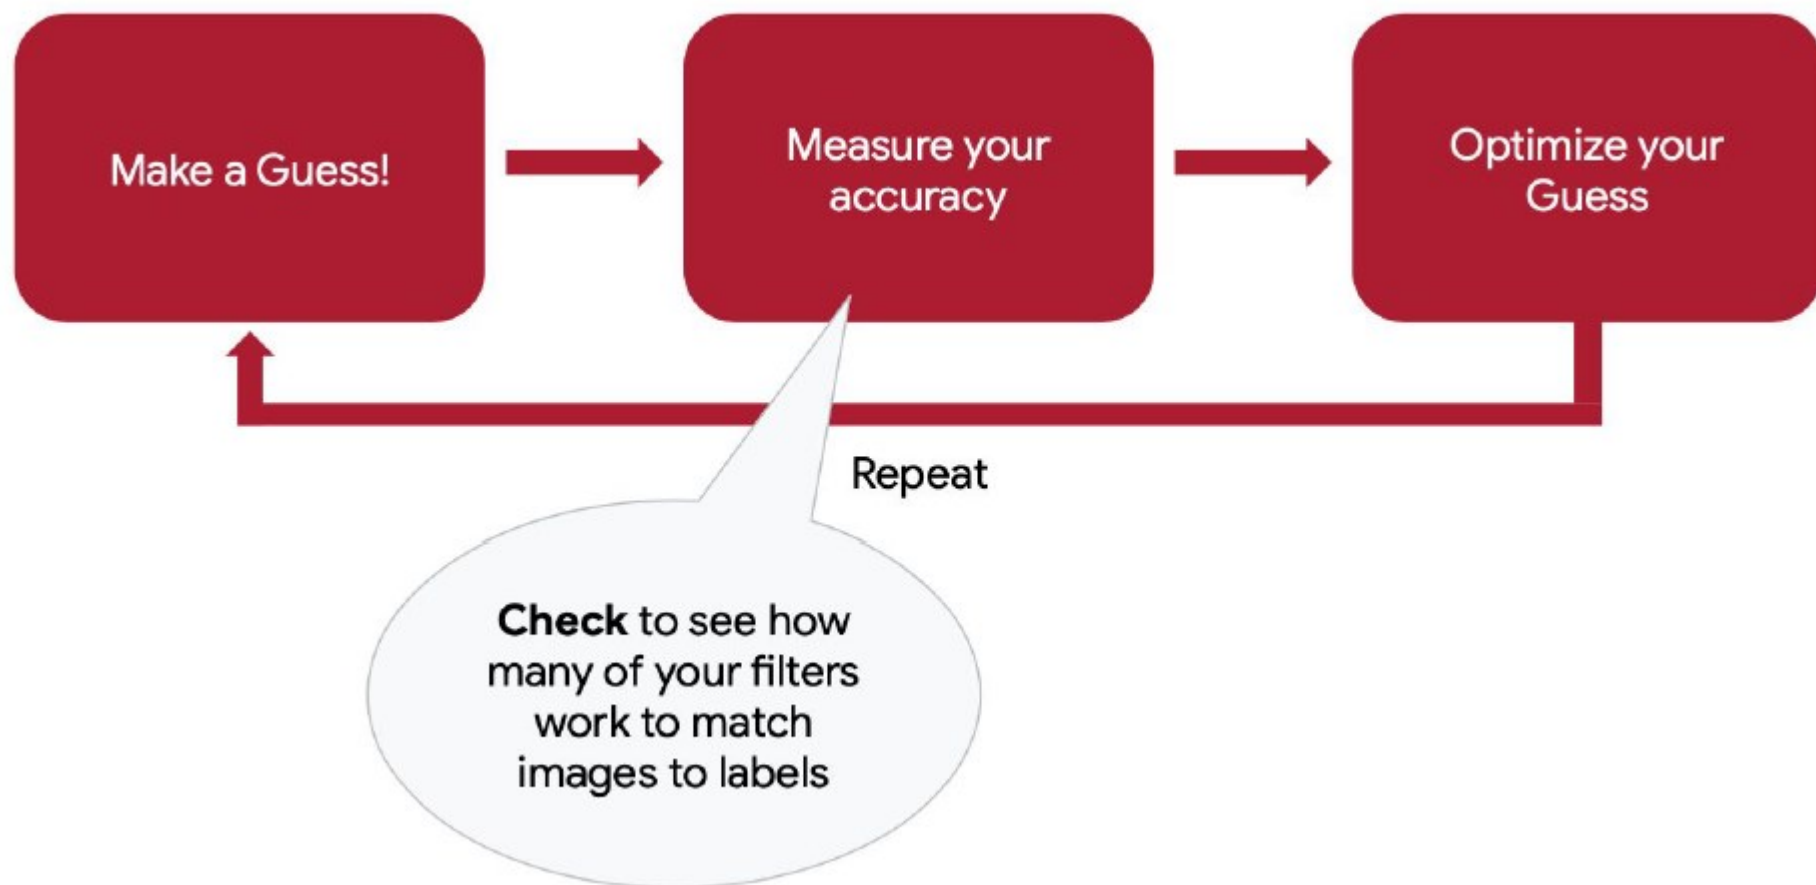 Make a Guess!
Measure your
accuracy
Optimize your
Guess
Repeat
Check to see how
many of your filters
work to match
images to labels